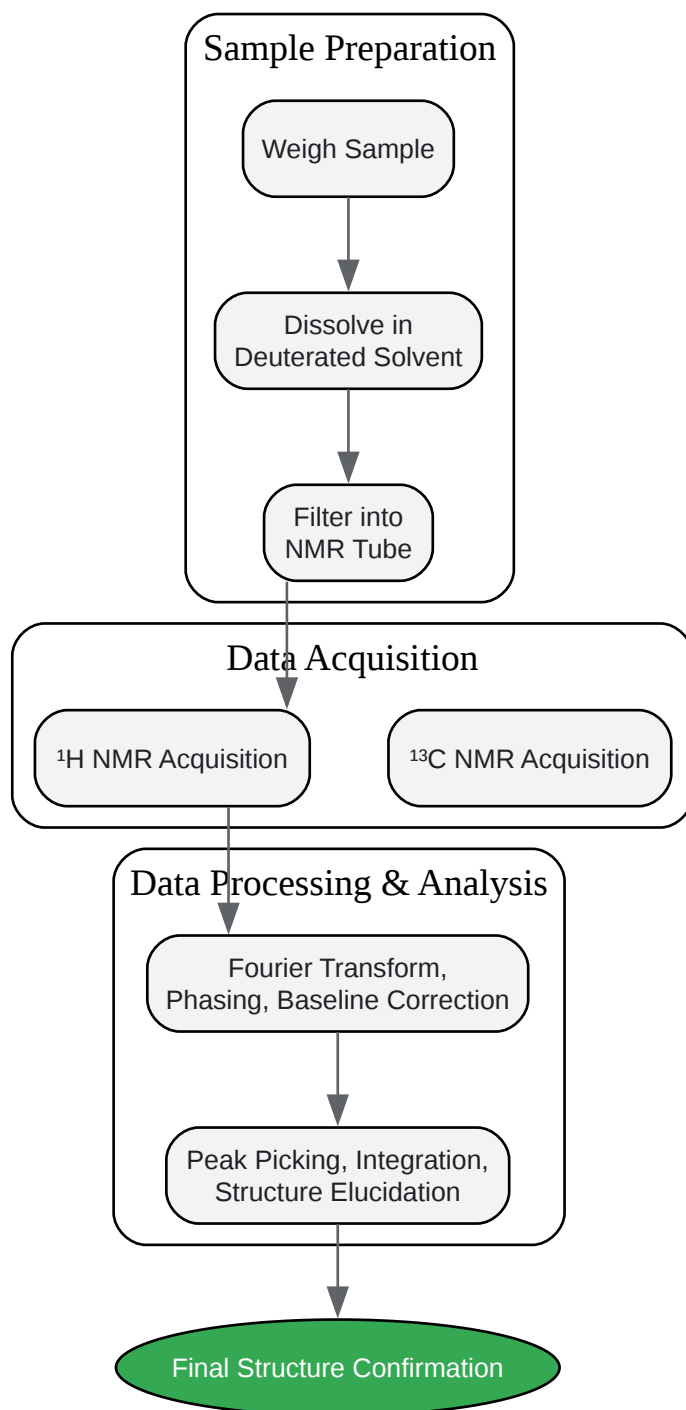 Sample Preparation
Weigh Sample
Dissolve in
Deuterated Solvent
Filter into
NMR Tube
Data Acquisition
¹H NMR Acquisition
¹³C NMR Acquisition
Data Processing & Analysis
Fourier Transform,
Phasing, Baseline Correction
Peak Picking, Integration,
Structure Elucidation
Final Structure Confirmation